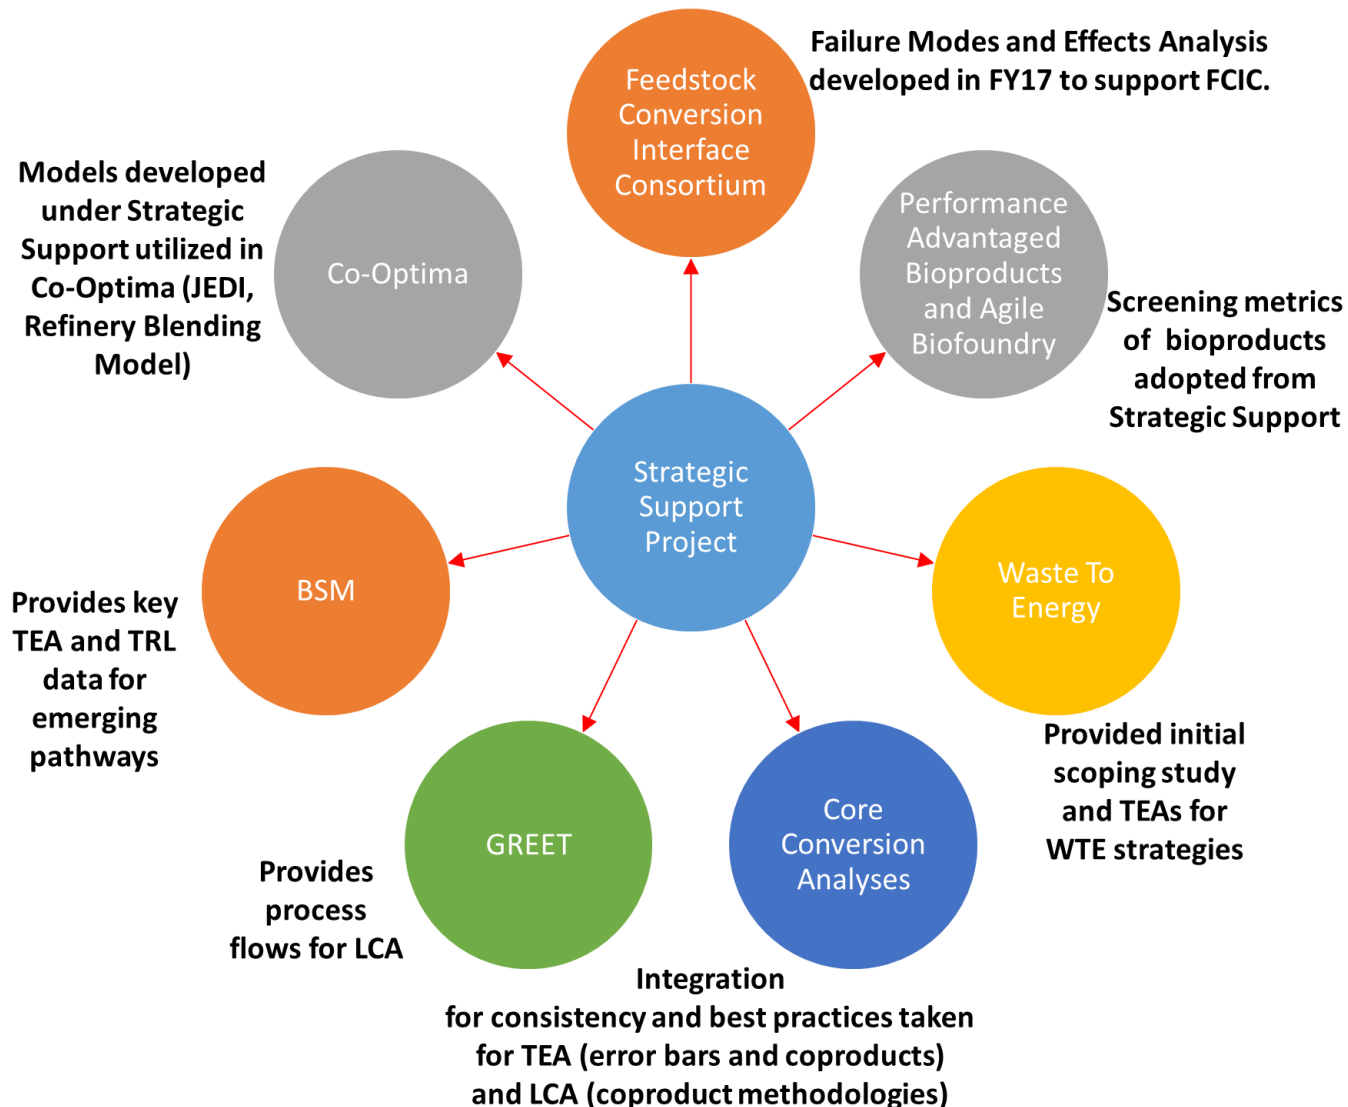 Failure Modes and Effects Analysis
developed in FY17 to support FCIC.
Feedstock
Conversion
Interface
Consortium
Models developed
under Strategic
Support utilized in
Co-Optima (JEDI,
Refinery Blending
Model)
Co-Optima
Performance
Advantaged
Bioproducts
and Agile
Biofoundry
Screening metrics
of bioproducts
adopted from
Strategic Support
Strategic
Support
Project
BSM
Provides key
TEA and TRL
data for
emerging
pathways
Waste To
Energy
Provided initial
scoping study
and TEAs for
WTE strategies
GREET
Provides
process
flows for LCA
Core
Conversion
Analyses
Integration
for consistency and best practices taken
for TEA (error bars and coproducts)
and LCA (coproduct methodologies)